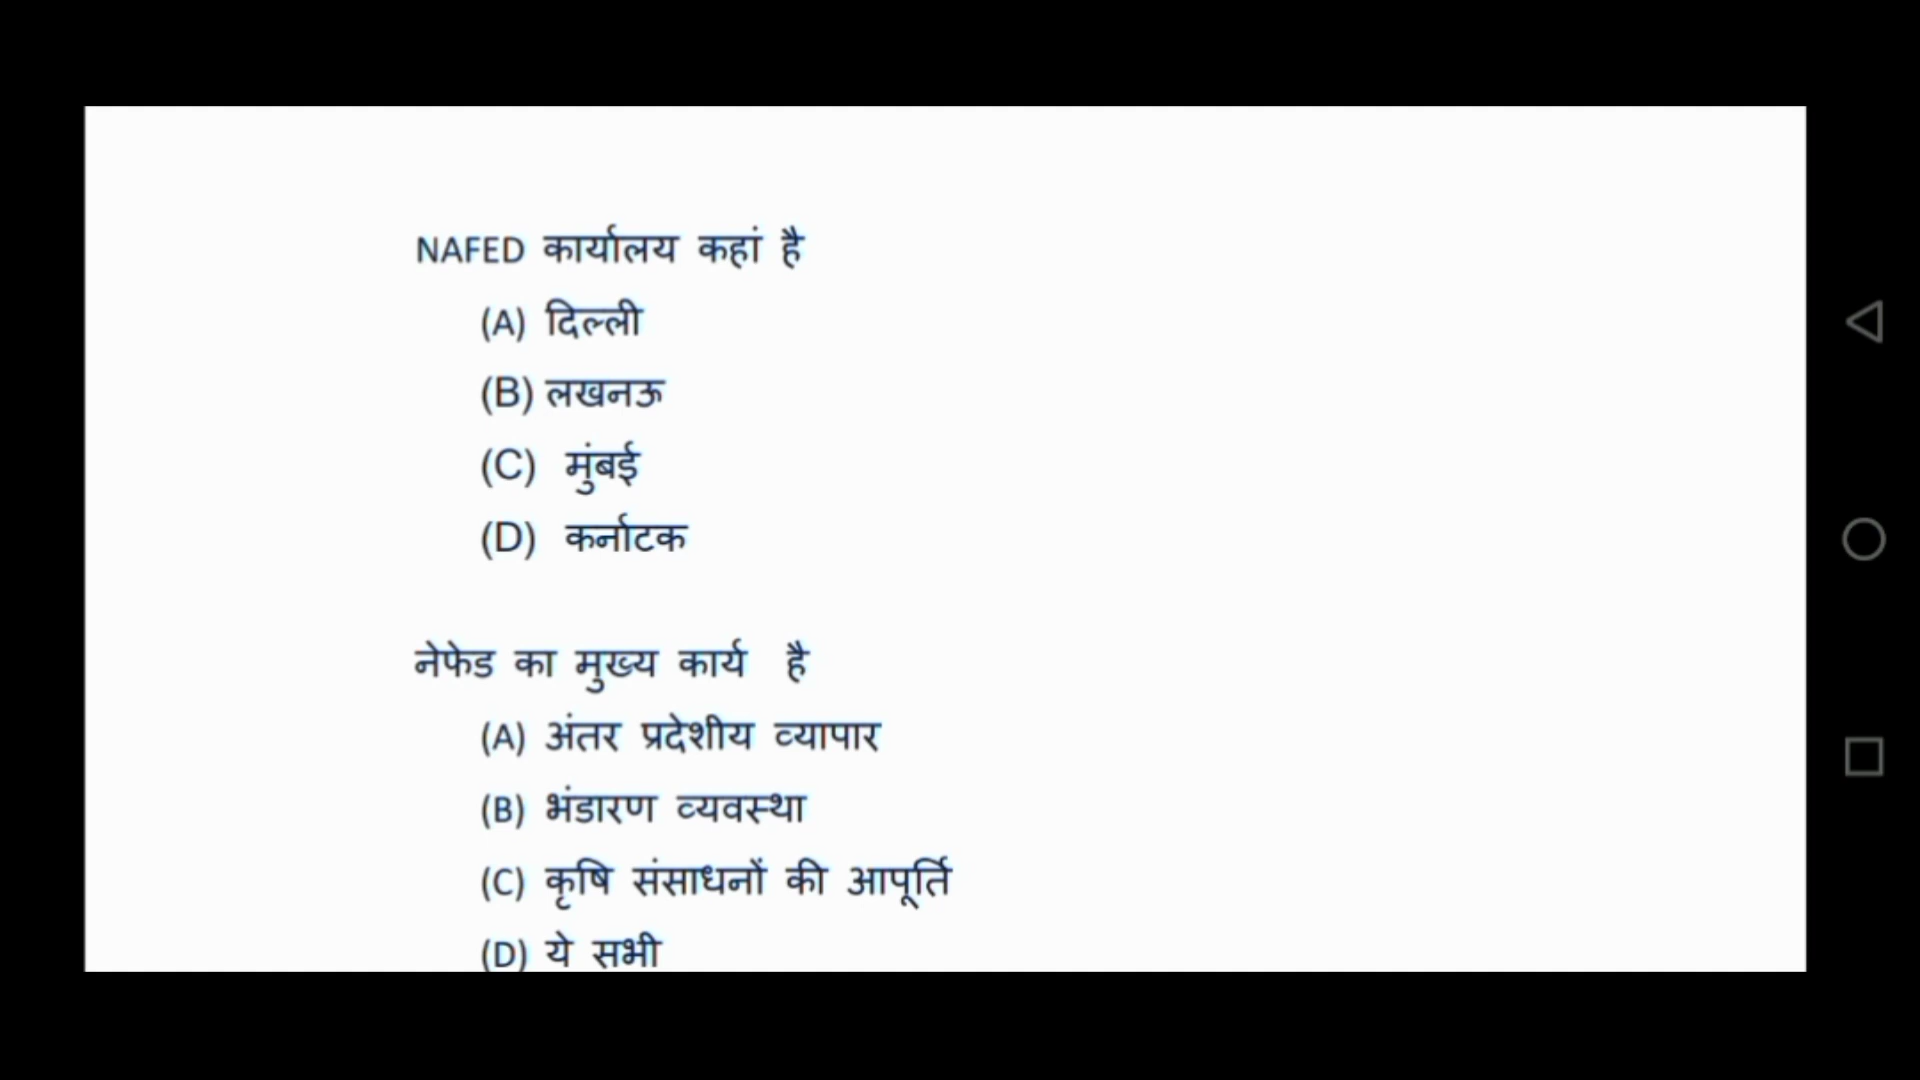 NAFED कार्यालय कहां है
(A) दिल्ली
(B) लखनऊ
(C) मुंबई
(D) कर्नाटक
नेफेड का मुख्य कार्य है
(A) अंतर प्रदेशीय व्यापार
(B) भंडारण व्यवस्था
(C) कृषि संसाधनों की आपूर्ति
(D) ये सभी